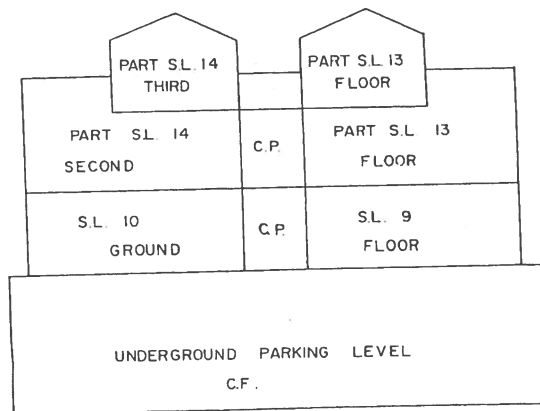 PART S.L. 14
THIRD
PART S.L. 13
FLOOR
PART S.L. 14
SECOND
C.P.
PART S.L 13
FLOOR
S.L. 10
GROUND
C.P.
S.L. 9
FLOOR
UNDERGROUND PARKING LEVEL
C.F.